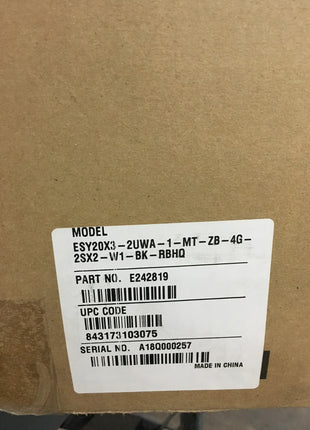 MODEL
ESY20X3-2UWA-1-MT-ZB-4G-
2SX2-W1-BK-RBHQ
PART NO. E242819
UPC CODE
843173103075
SERIAL NO. A18Q000257
MADE IN CHINA